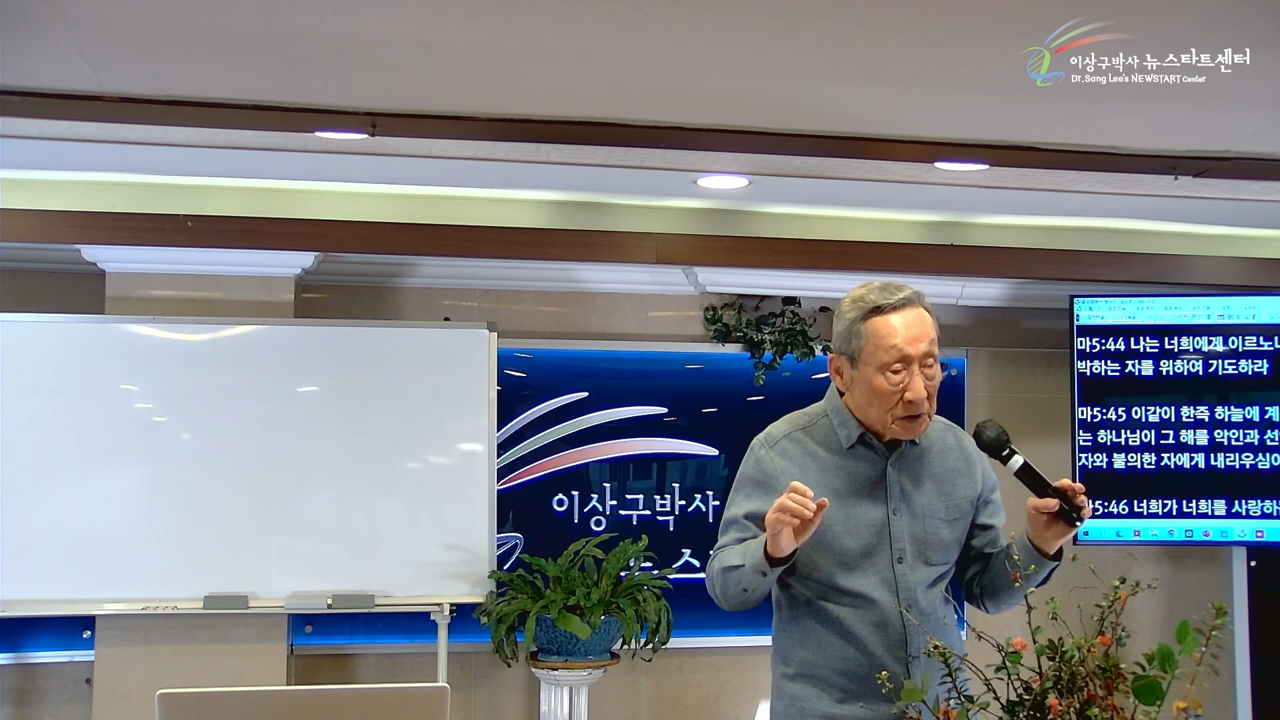 이상구박사 뉴스타트센터
Dr. Sang Lee's NEWSTART Center
이상구박사
마5:44 나는 너희에게 이르노니
박하는 자를 위하여 기도하라
마5:45 이같이 한즉 하늘에 계
는 하나님이 그 해를 악인과 선
자와 불의한 자에게 내리우심이
마5:46 너희가 너희를 사랑하